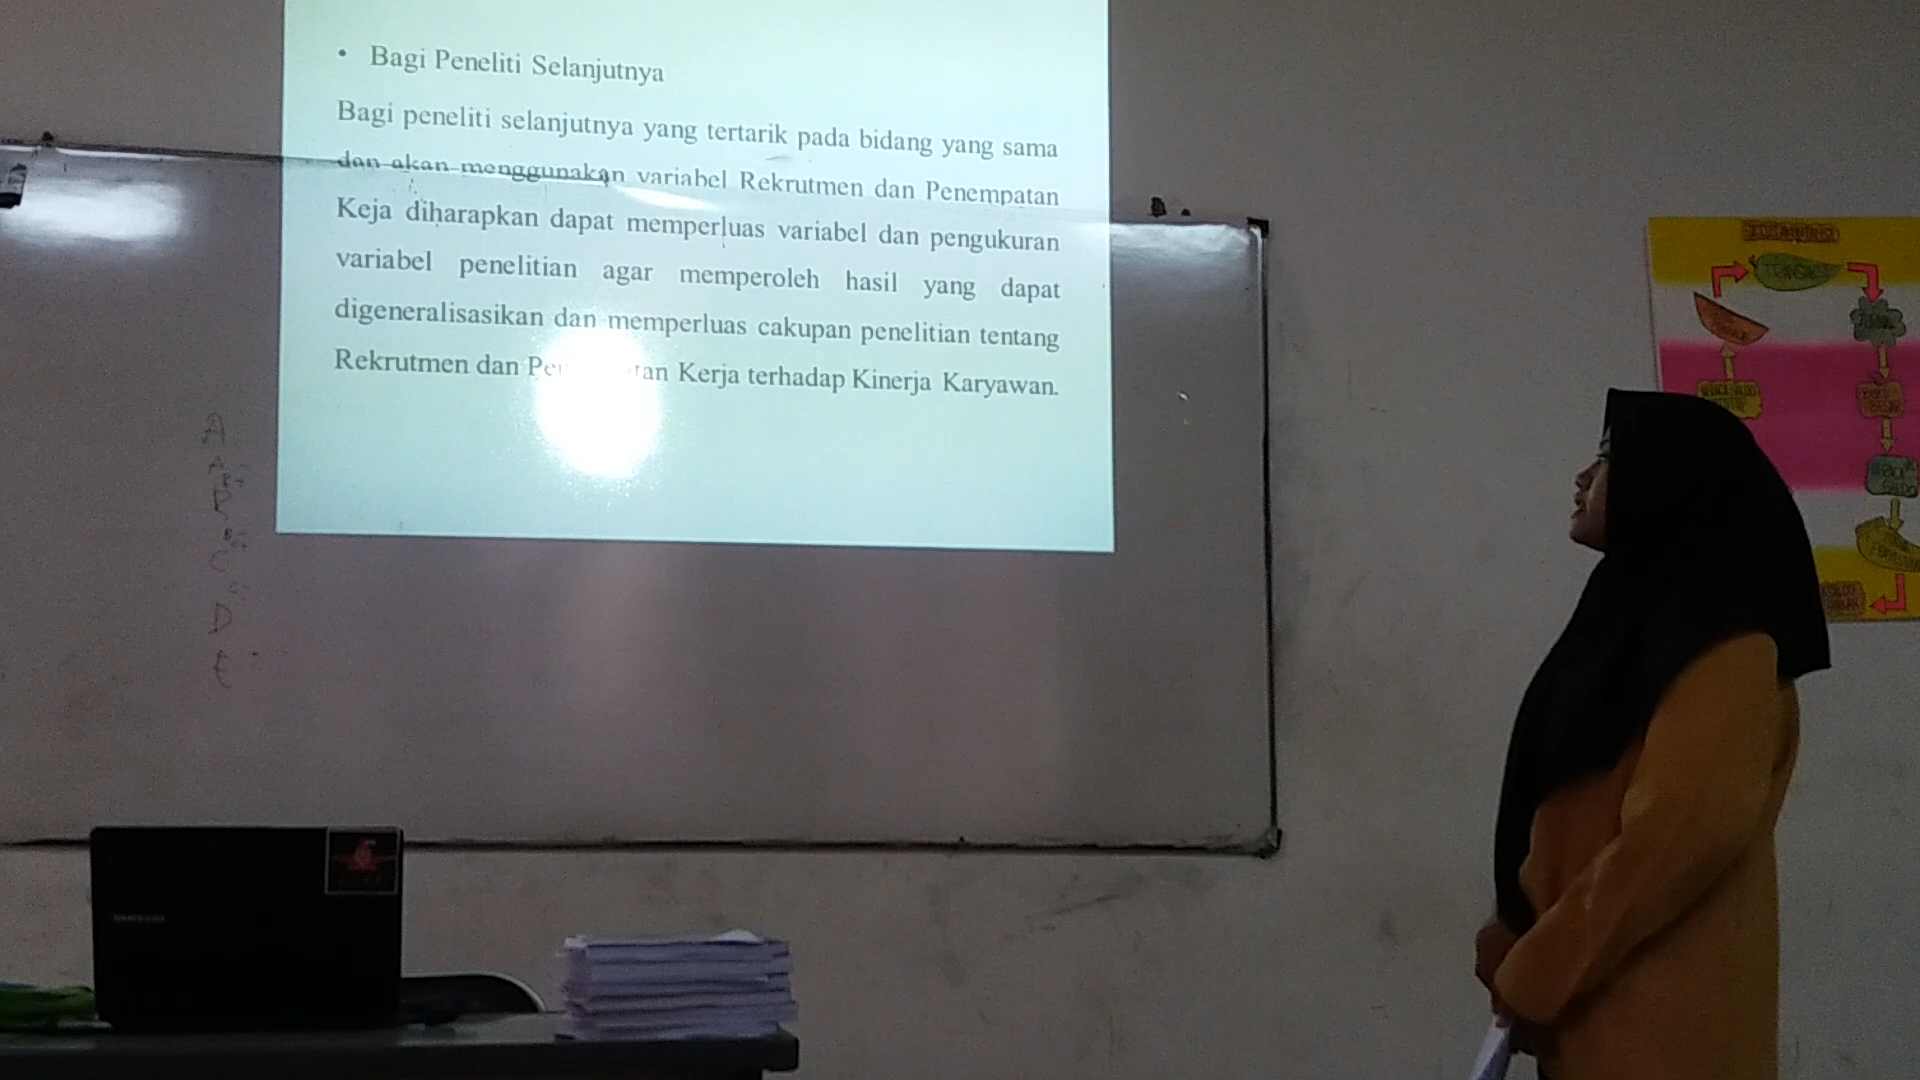 • Bagi Peneliti Selanjutnya
Bagi peneliti selanjutnya yang tertarik pada bidang yang sama
dan akan menggunakan variabel Rekrutmen dan Penempatan
Keja diharapkan dapat memperluas variabel dan pengukuran
variabel penelitian agar memperoleh hasil yang dapat
digeneralisasikan dan memperluas cakupan penelitian tentang
Rekrutmen dan Kerja terhadap Kinerja Karyawan.
A
C
D
E
SAMSUNG
TRANSAKSI